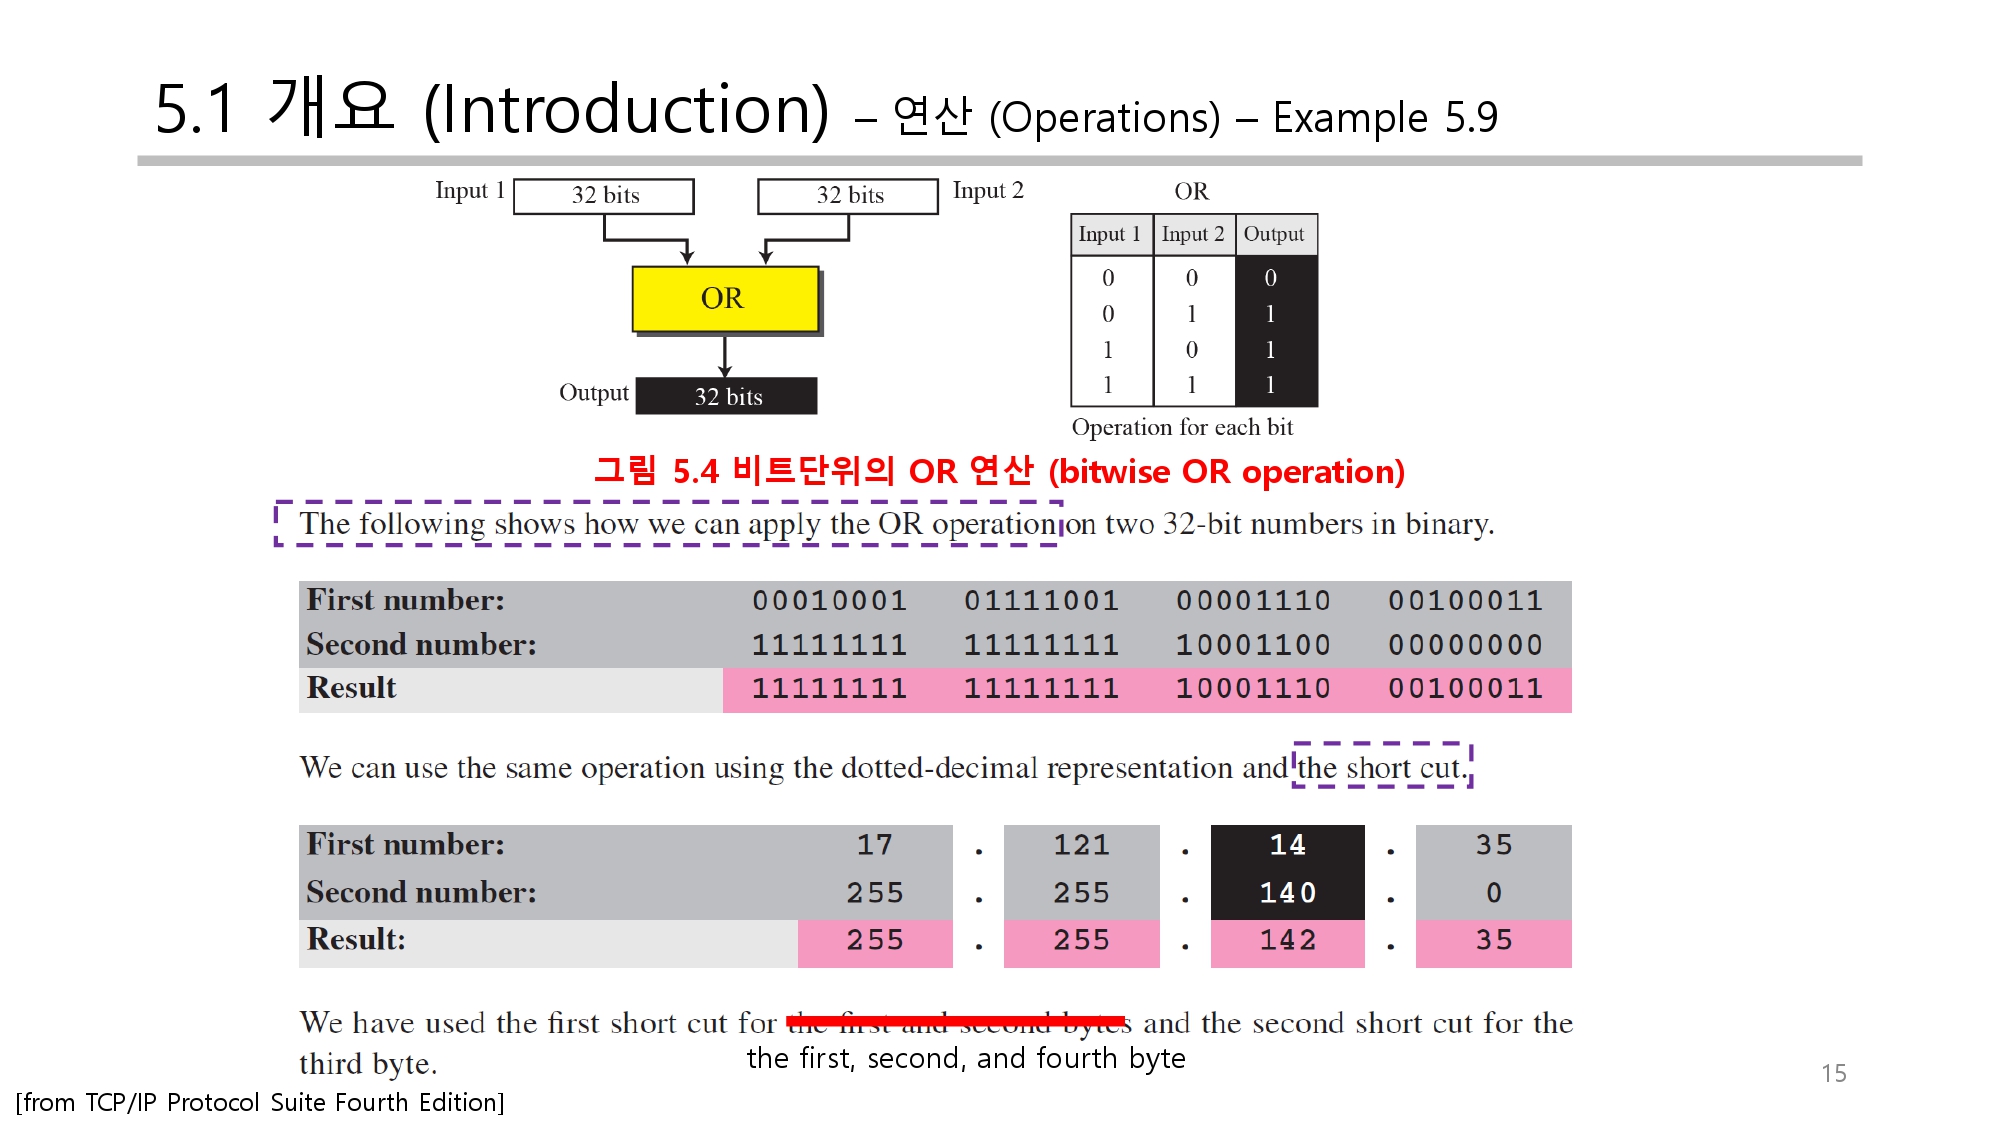 5.1 개요 (Introduction) – 연산 (Operations) – Example 5.9
Input 1 32 bits 32 bits Input 2
OR
Output 32 bits
OR
Input 1 Input 2 Output
0 0 0
0 1 1
1 0 1
1 1 1
Operation for each bit
그림 5.4 비트단위의 OR 연산 (bitwise OR operation)
The following shows how we can apply the OR operation on two 32-bit numbers in binary.
First number: 00010001 01111001 00001110 00100011
Second number: 11111111 11111111 10001100 00000000
Result 11111111 11111111 10001110 00100011
We can use the same operation using the dotted-decimal representation and the short cut.
First number: 17 . 121 . 14 . 35
Second number: 255 . 255 . 140 . 0
Result: 255 . 255 . 142 . 35
We have used the first short cut for the first and second bytes and the second short cut for the
third byte.
the first, second, and fourth byte
15
[from TCP/IP Protocol Suite Fourth Edition]